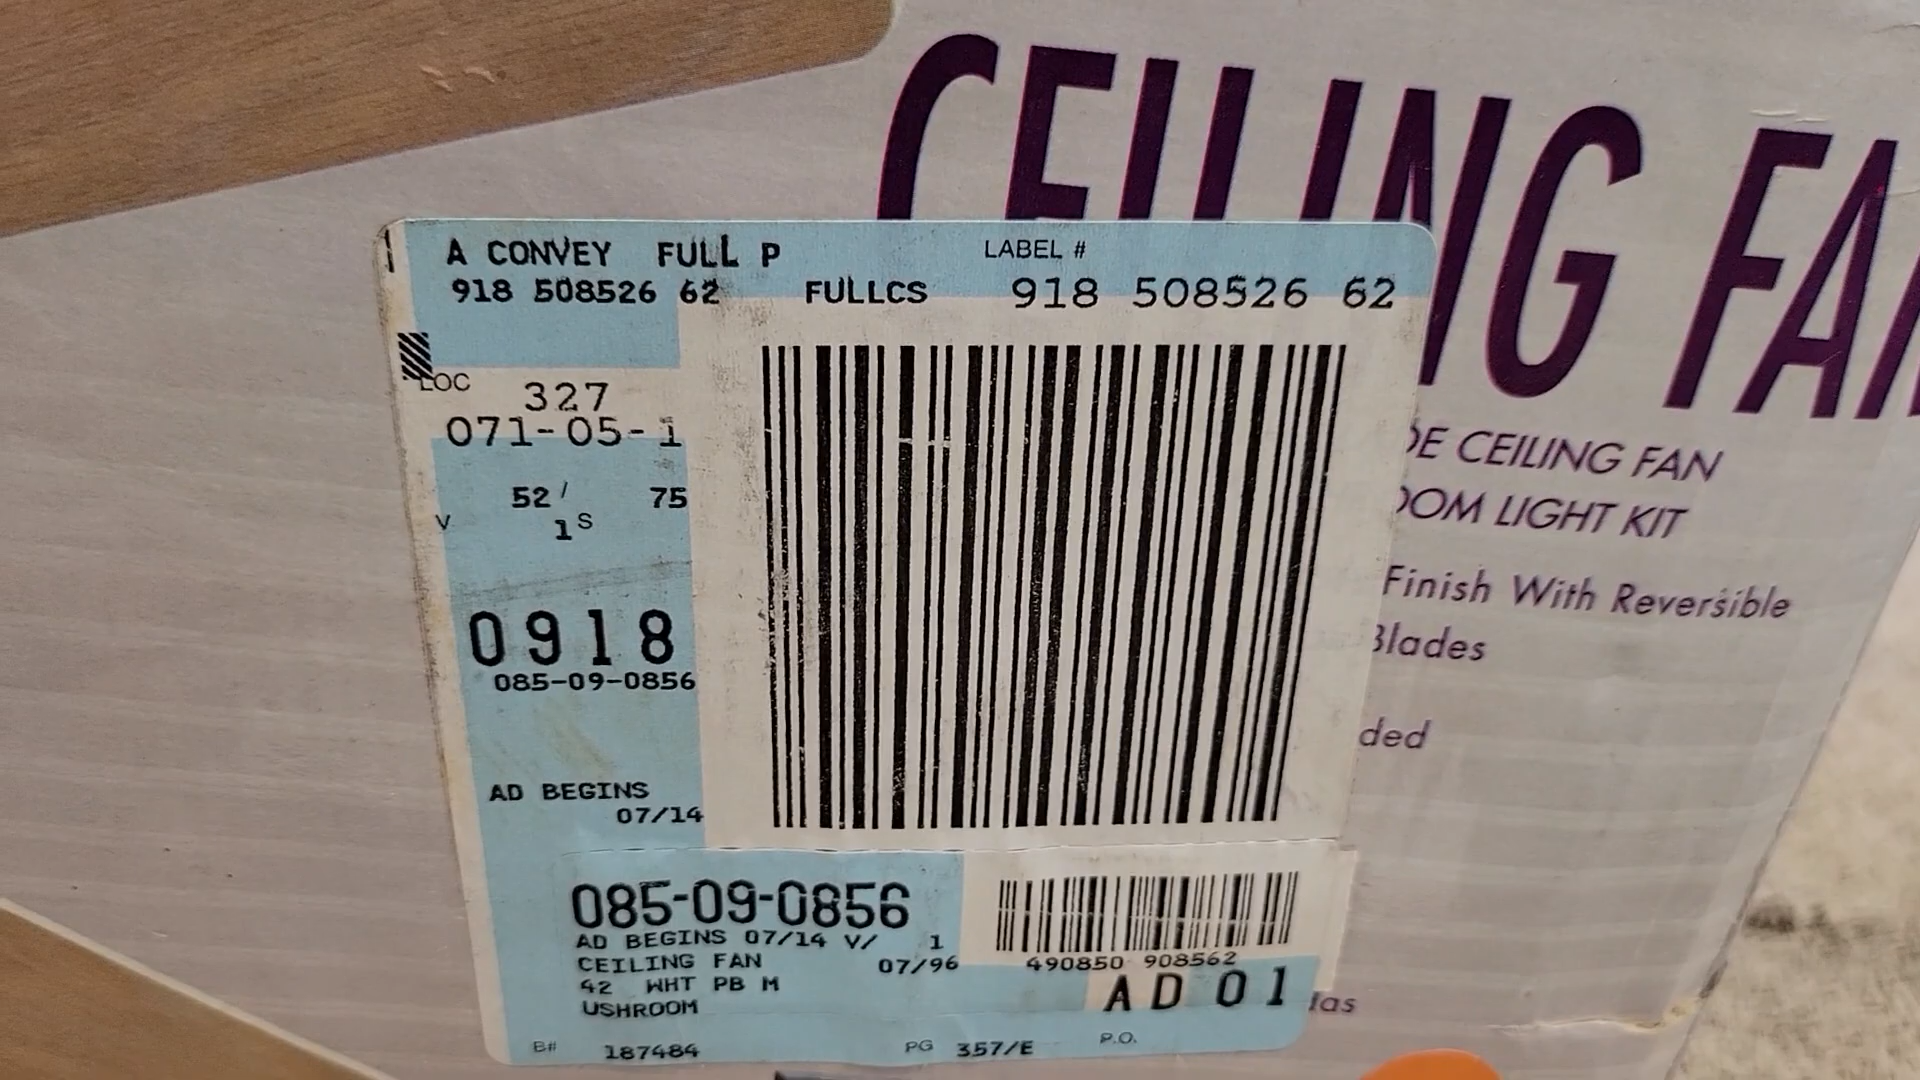 CEILING FA
A CONVEY FULL P
LABEL #
918 508526 62 FULLCS 918 508526 62
LOC 327
071-05-1
52/ 75
V 1 S
0918
085-09-0856
AD BEGINS
07/14
085-09-0856
AD BEGINS 07/14 V/ 1
CEILING FAN 07/96
42 WHT PB M
USHROOM
490850 908562
AD 01
B# 187484 PG 357/E P.O.
DE CEILING FAN
OOM LIGHT KIT
Finish With Reversible
Blades
ded
las